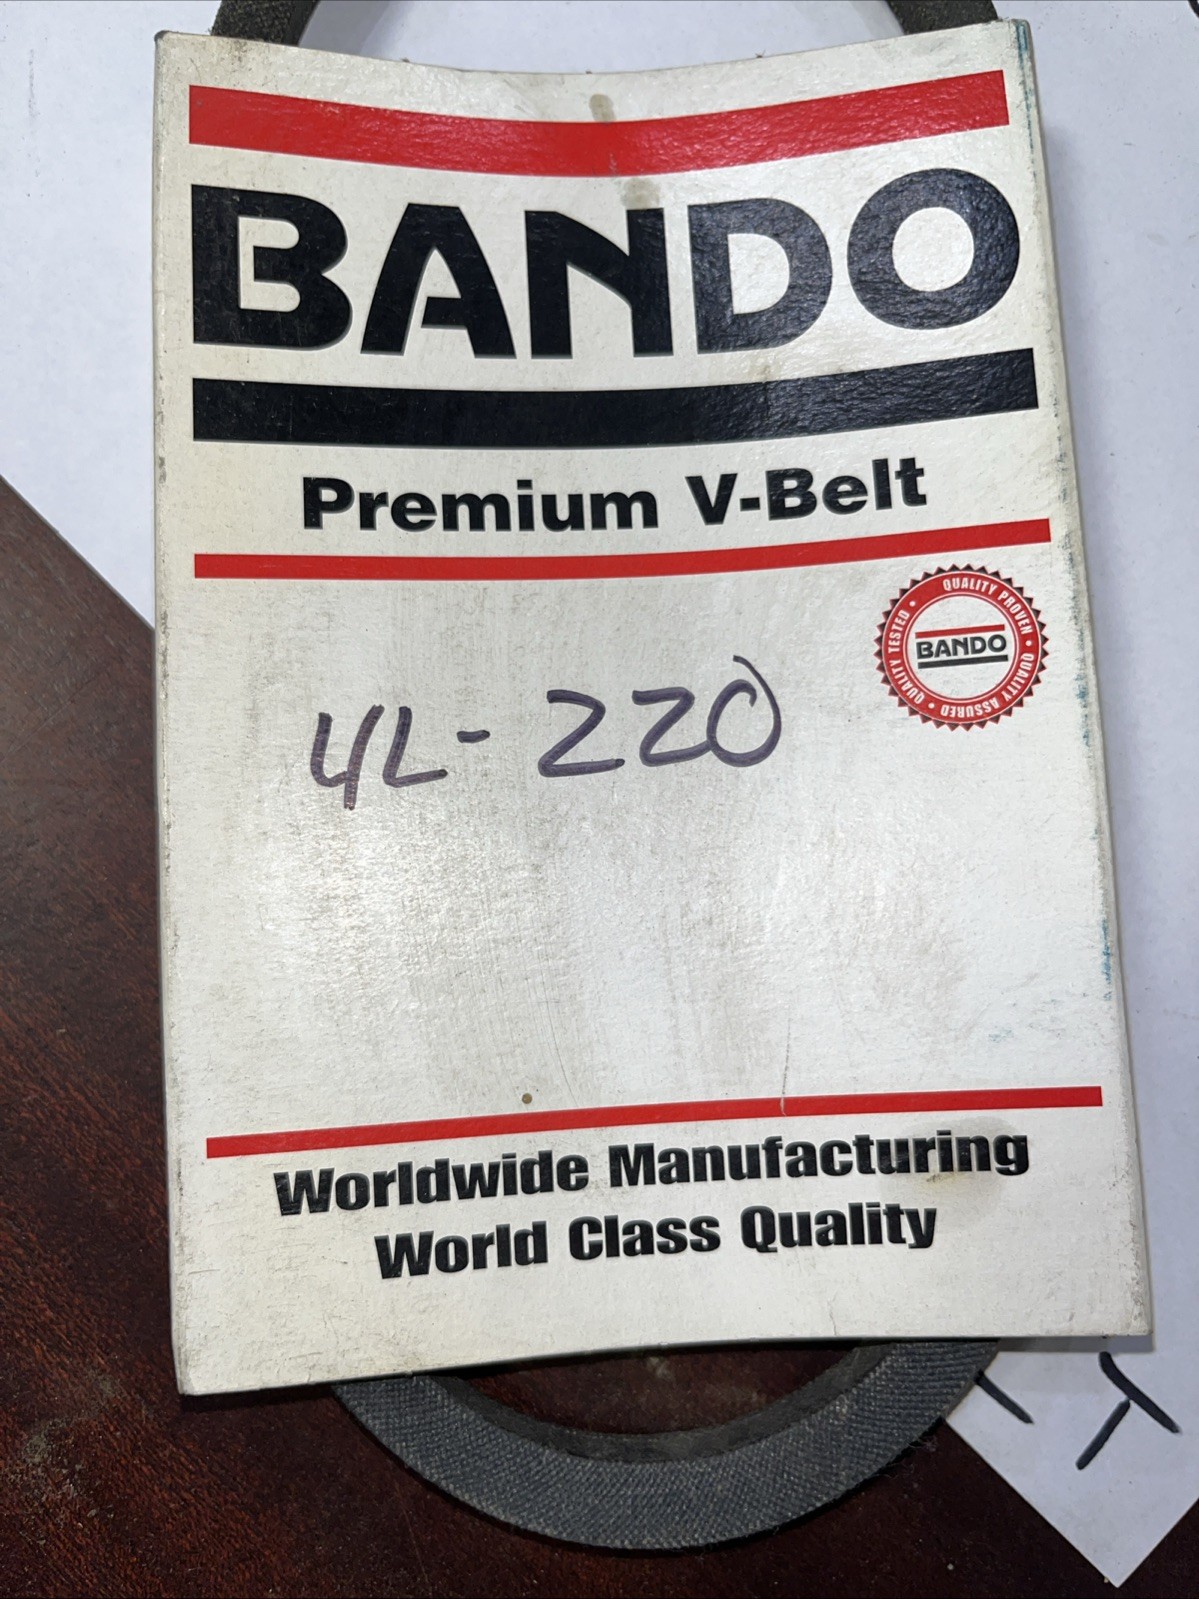 BANDO
Premium V-Belt
QUALITY TESTED • QUALITY PROVEN • QUALITY ASSURED •
BANDO
4L-220
Worldwide Manufacturing
World Class Quality